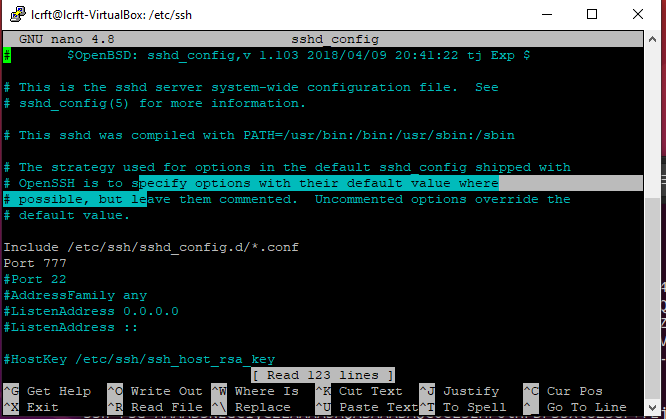 lcrft@lcrft-VirtualBox: /etc/ssh
GNU nano 4.8 sshd_config
# $OpenBSD: sshd_config,v 1.103 2018/04/09 20:41:22 tj Exp $
# This is the sshd server system-wide configuration file. See
# sshd_config(5) for more information.
# This sshd was compiled with PATH=/usr/bin:/bin:/usr/sbin:/sbin
# The strategy used for options in the default sshd_config shipped with
# OpenSSH is to specify options with their default value where
# possible, but leave them commented. Uncommented options override the
# default value.
Include /etc/ssh/sshd_config.d/*.conf
Port 777
#Port 22
#AddressFamily any
#ListenAddress 0.0.0.0
#ListenAddress ::
#HostKey /etc/ssh/ssh_host_rsa_key
[ Read 123 lines ]
^G Get Help ^O Write Out ^W Where Is ^K Cut Text ^J Justify ^C Cur Pos
^X Exit ^R Read File ^\ Replace ^U Paste Text ^T To Spell ^_ Go To Line